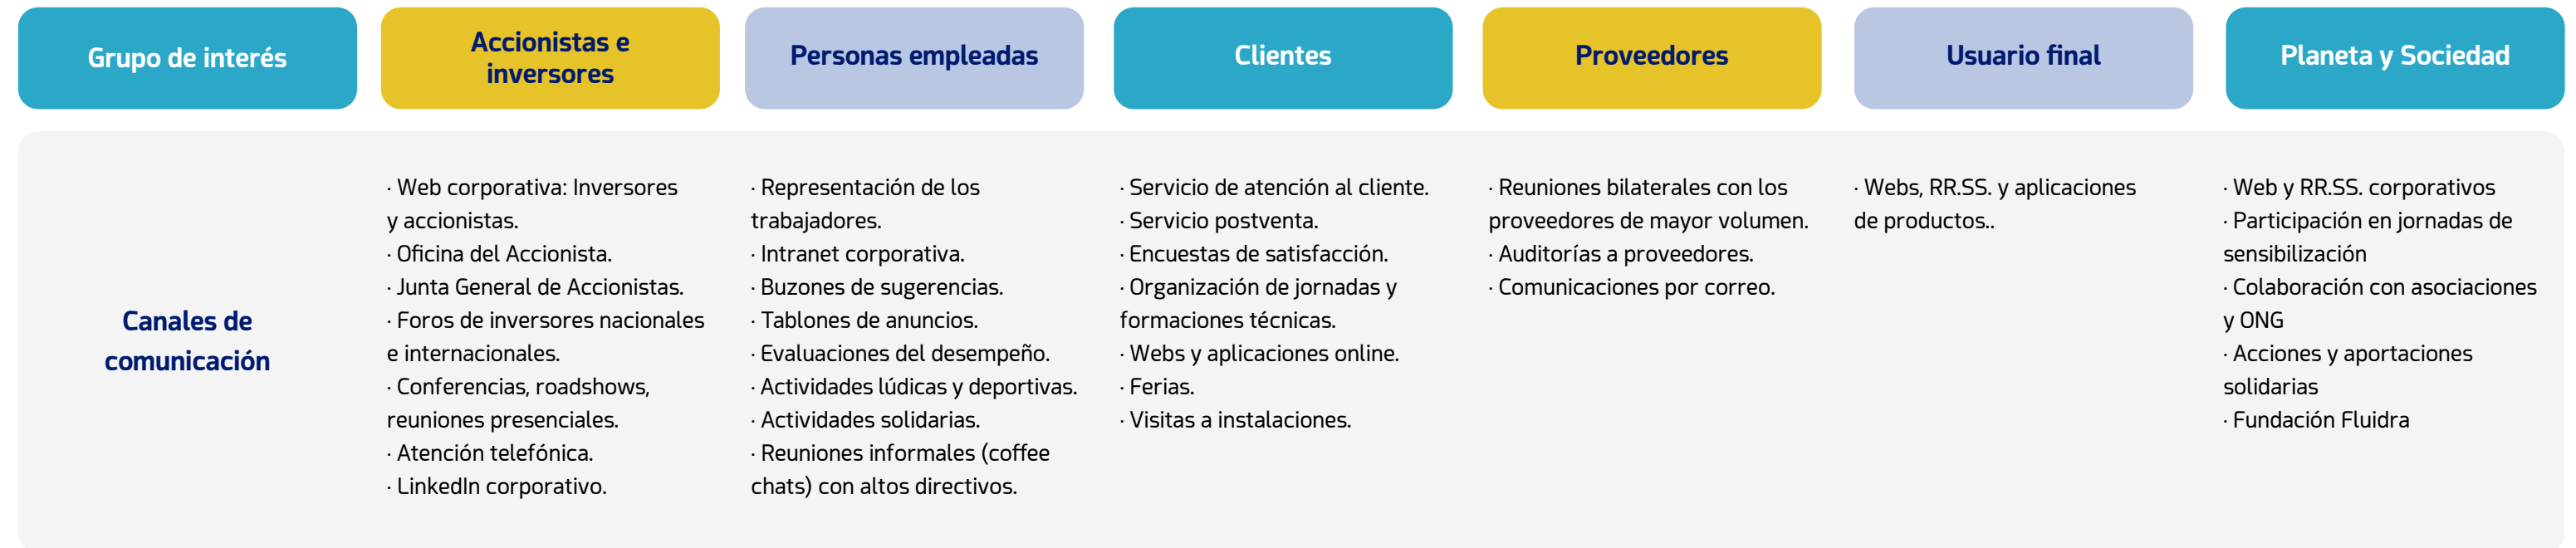 Grupo de interés
Accionistas e
inversores
Personas empleadas
Clientes
Proveedores
Usuario final
Planeta y Sociedad
Canales de
comunicación
· Web corporativa: Inversores
y accionistas.
· Oficina del Accionista.
· Junta General de Accionistas.
· Foros de inversores nacionales
e internacionales.
· Conferencias, roadshows,
reuniones presenciales.
· Atención telefónica.
· LinkedIn corporativo.
· Representación de los
trabajadores.
· Intranet corporativa.
· Buzones de sugerencias.
· Tablones de anuncios.
· Evaluaciones del desempeño.
· Actividades lúdicas y deportivas.
· Actividades solidarias.
· Reuniones informales (coffee
chats) con altos directivos.
· Servicio de atención al cliente.
· Servicio postventa.
· Encuestas de satisfacción.
· Organización de jornadas y
formaciones técnicas.
· Webs y aplicaciones online.
· Ferias.
· Visitas a instalaciones.
· Reuniones bilaterales con los
proveedores de mayor volumen.
· Auditorías a proveedores.
· Comunicaciones por correo.
· Webs, RR.SS. y aplicaciones
de productos..
· Web y RR.SS. corporativos
· Participación en jornadas de
sensibilización
· Colaboración con asociaciones
y ONG
· Acciones y aportaciones
solidarias
· Fundación Fluidra